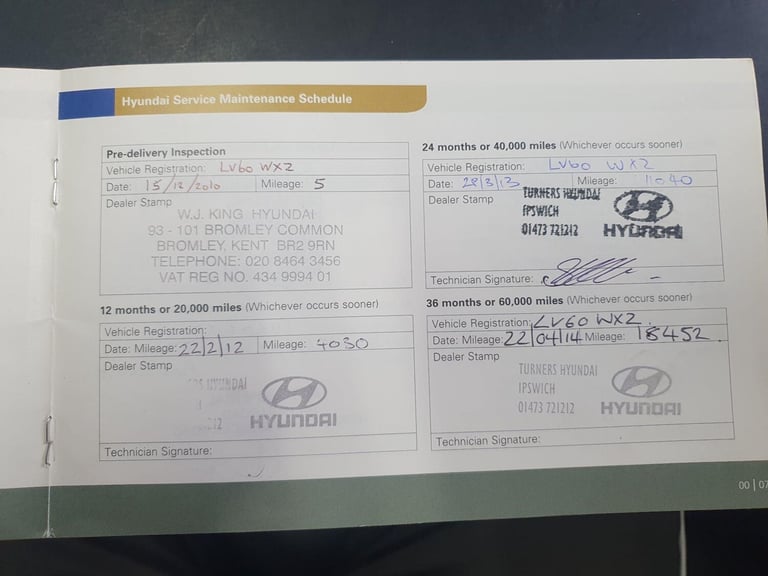 Hyundai Service Maintenance Schedule
Pre-delivery Inspection
Vehicle Registration: LV60 WXZ
Date: 15/12/2010 Mileage: 5
Dealer Stamp
W.J. KING HYUNDAI
93 - 101 BROMLEY COMMON
BROMLEY, KENT BR2 9RN
TELEPHONE: 020 8464 3456
VAT REG NO. 434 9994 01
12 months or 20,000 miles (Whichever occurs sooner)
Vehicle Registration:
Date: Mileage: 22/2/12 Mileage: 4030
Dealer Stamp
HYUNDAI
HYUNDAI
Technician Signature:
24 months or 40,000 miles (Whichever occurs sooner)
Vehicle Registration: LV60 WXZ
Date: 28/3/13 Mileage: 11040
Dealer Stamp
TURNERS HYUNDAI
IPSWICH
01473 721212
HYUNDAI
Technician Signature:
36 months or 60,000 miles (Whichever occurs sooner)
Vehicle Registration: LV60 WXZ.
Date: Mileage: 22/04/14 Mileage: 18452.
Dealer Stamp
TURNERS HYUNDAI
IPSWICH
01473 721212
HYUNDAI
Technician Signature:
00 | 07